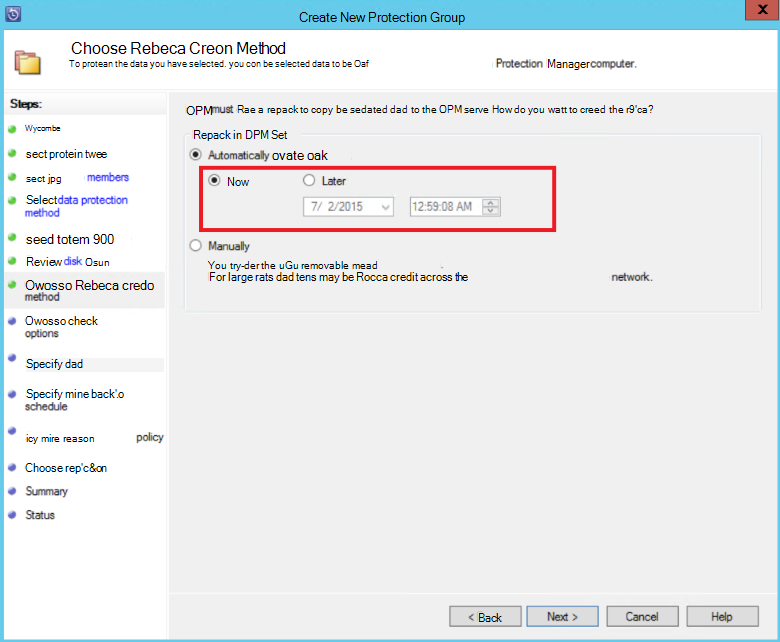 Create New Protection Group
X
Choose Rebeca Creon Method
To protean the data you have selected. you con be selected data to be Oaf Protection Managercomputer.
Steps:
Wycombe
sect protein twee
sect jpg members
Selectdata protection
method
seed totem 900
Review disk Osun
Owosso Rebeca credo
method
Owosso check
options
Specify dad
Specify mine back'.o
schedule
icy mire reason policy
Choose rep'c&on
Summary
Status
OPMmust Rae a repack to copy be sedated dad to the OPM serve How do you watt to creed the r9'ca?
Repack in DPM Set
Automatically ovate oak
Now Later
7/ 2/2015 12:59:08 AM
Manually
You try-der the uGu removable mead
For large rats dad tens may be Rocca credit across the network.
< Back Next > Cancel Help